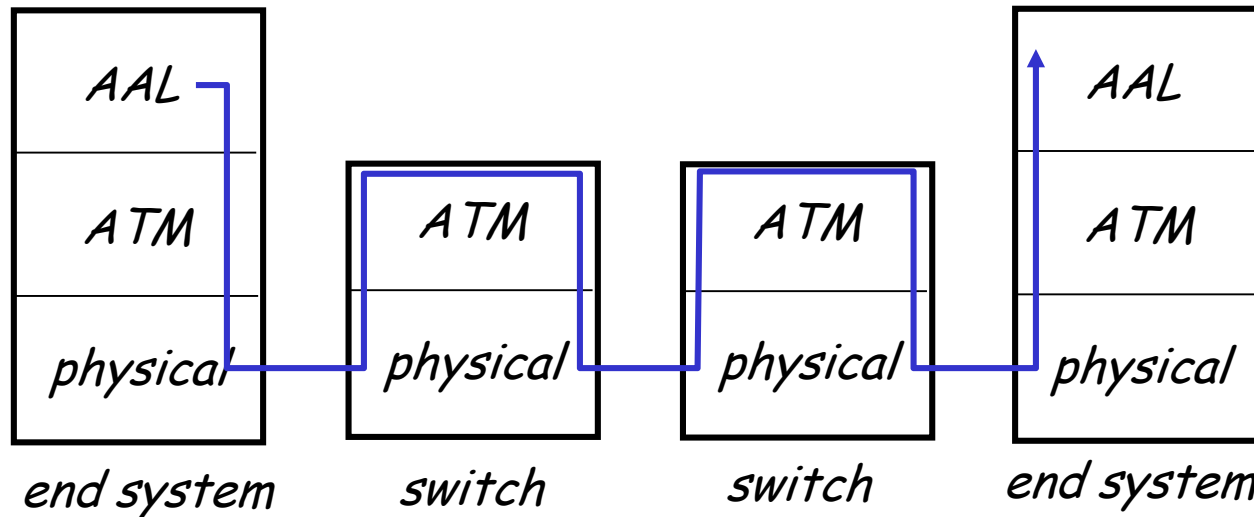 AAL
ATM
physical
end system
ATM
physical
switch
ATM
physical
switch
AAL
ATM
physical
end system